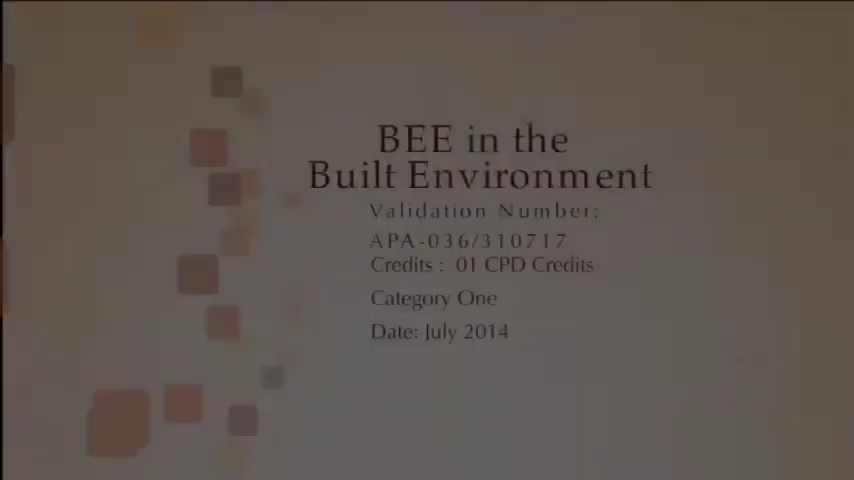 BEE in the
Built Environment
Validation Number:
APA-036/310717
Credits : 01 CPD Credits
Category One
Date: July 2014